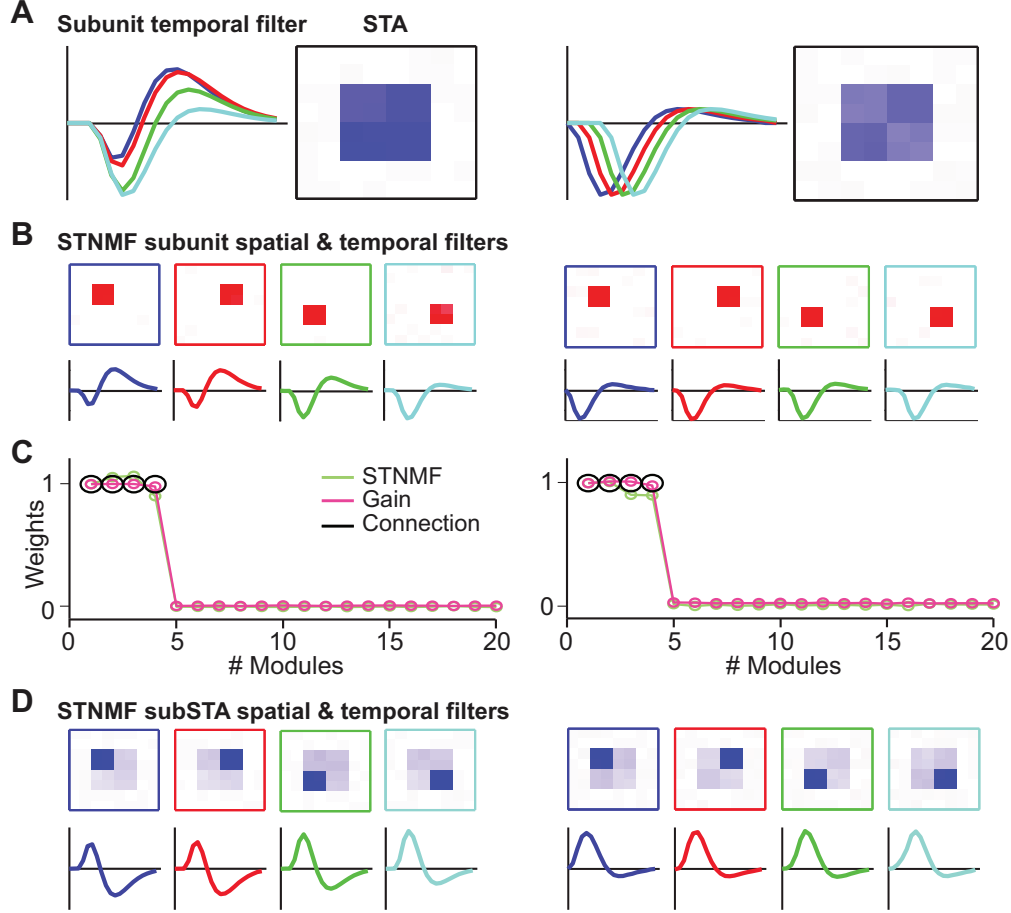 A
Subunit temporal filter
STA
B
STNMF subunit spatial & temporal filters
C
1
0
Weights
0
5
10
15
20
# Modules
STNMF
Gain
Connection
1
0
0
5
10
15
20
# Modules
D
STNMF subSTA spatial & temporal filters